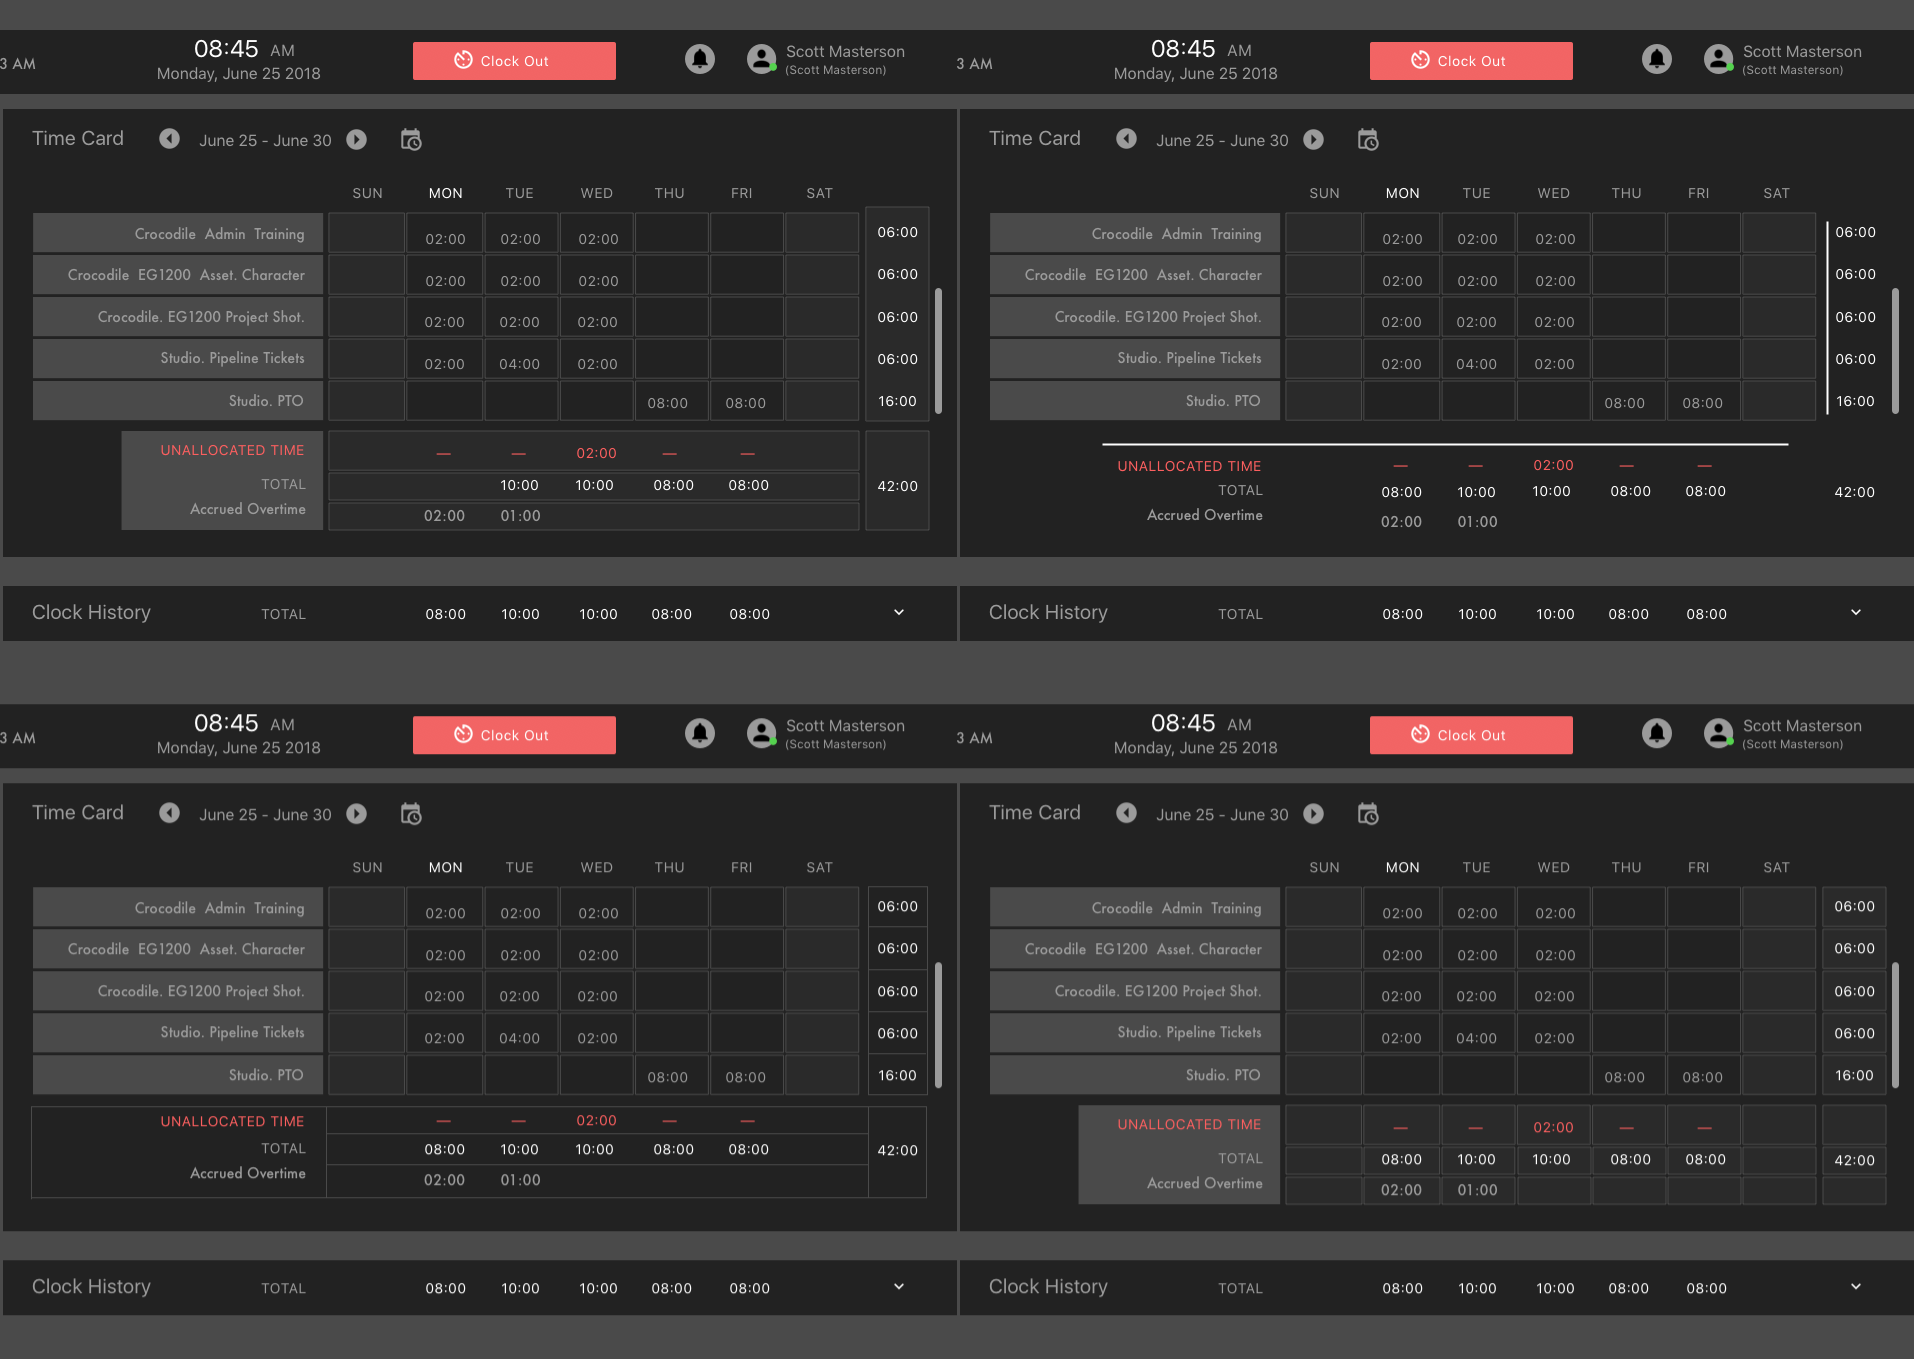 3 AM
08:45 AM
Monday, June 25 2018
Clock Out
Scott Masterson
(Scott Masterson)
Time Card
June 25 - June 30
SUN MON TUE WED THU FRI SAT
Crocodile Admin Training 02:00 02:00 02:00 06:00
Crocodile EG1200 Asset. Character 02:00 02:00 02:00 06:00
Crocodile. EG1200 Project Shot. 02:00 02:00 02:00 06:00
Studio. Pipeline Tickets 02:00 04:00 02:00 06:00
Studio. PTO 08:00 08:00 16:00
UNALLOCATED TIME — — 02:00 — —
TOTAL 10:00 10:00 08:00 08:00 42:00
Accrued Overtime 02:00 01:00
Clock History TOTAL 08:00 10:00 10:00 08:00 08:00
3 AM
08:45 AM
Monday, June 25 2018
Clock Out
Scott Masterson
(Scott Masterson)
Time Card
June 25 - June 30
SUN MON TUE WED THU FRI SAT
Crocodile Admin Training 02:00 02:00 02:00 06:00
Crocodile EG1200 Asset. Character 02:00 02:00 02:00 06:00
Crocodile. EG1200 Project Shot. 02:00 02:00 02:00 06:00
Studio. Pipeline Tickets 02:00 04:00 02:00 06:00
Studio. PTO 08:00 08:00 16:00
UNALLOCATED TIME — — 02:00 — —
TOTAL 08:00 10:00 10:00 08:00 08:00 42:00
Accrued Overtime 02:00 01:00
Clock History TOTAL 08:00 10:00 10:00 08:00 08:00
3 AM
08:45 AM
Monday, June 25 2018
Clock Out
Scott Masterson
(Scott Masterson)
Time Card
June 25 - June 30
SUN MON TUE WED THU FRI SAT
Crocodile Admin Training 02:00 02:00 02:00 06:00
Crocodile EG1200 Asset. Character 02:00 02:00 02:00 06:00
Crocodile. EG1200 Project Shot. 02:00 02:00 02:00 06:00
Studio. Pipeline Tickets 02:00 04:00 02:00 06:00
Studio. PTO 08:00 08:00 16:00
UNALLOCATED TIME — — 02:00 — —
TOTAL 08:00 10:00 10:00 08:00 08:00 42:00
Accrued Overtime 02:00 01:00
Clock History TOTAL 08:00 10:00 10:00 08:00 08:00
3 AM
08:45 AM
Monday, June 25 2018
Clock Out
Scott Masterson
(Scott Masterson)
Time Card
June 25 - June 30
SUN MON TUE WED THU FRI SAT
Crocodile Admin Training 02:00 02:00 02:00 06:00
Crocodile EG1200 Asset. Character 02:00 02:00 02:00 06:00
Crocodile. EG1200 Project Shot. 02:00 02:00 02:00 06:00
Studio. Pipeline Tickets 02:00 04:00 02:00 06:00
Studio. PTO 08:00 08:00 16:00
UNALLOCATED TIME — — 02:00 — —
TOTAL 08:00 10:00 10:00 08:00 08:00 42:00
Accrued Overtime 02:00 01:00
Clock History TOTAL 08:00 10:00 10:00 08:00 08:00